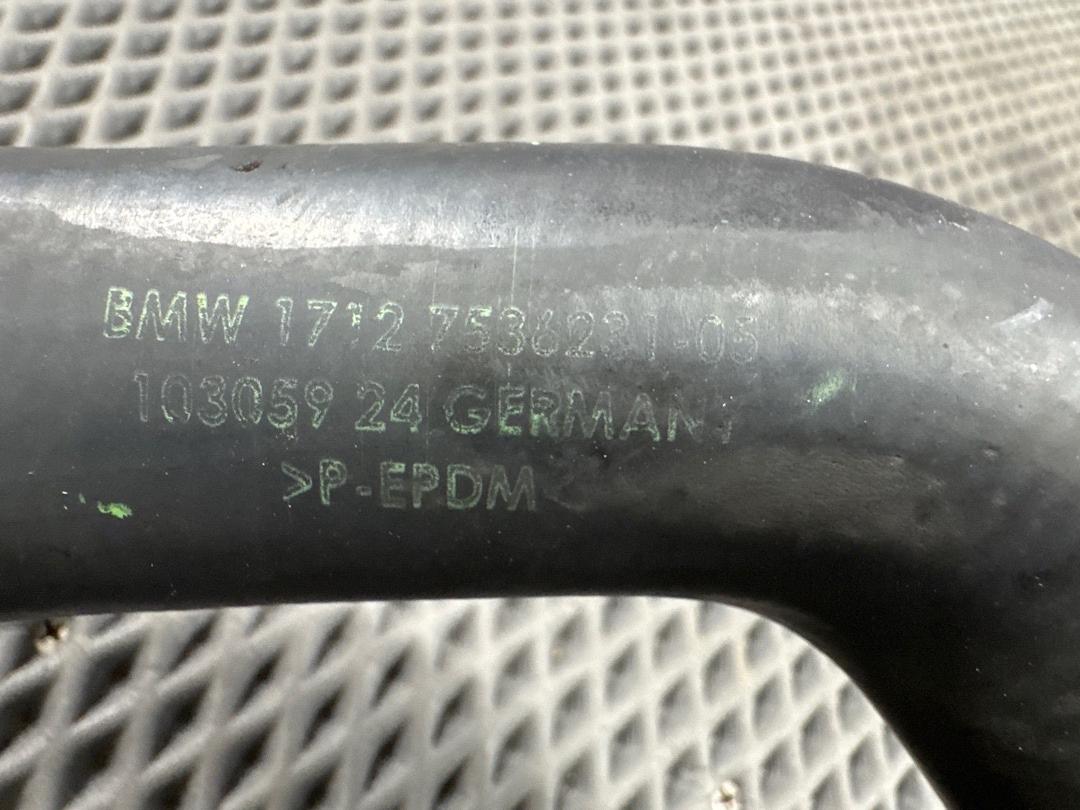 BMW 1712 7536231-05
103059 24 GERMANY
>P-EPDM